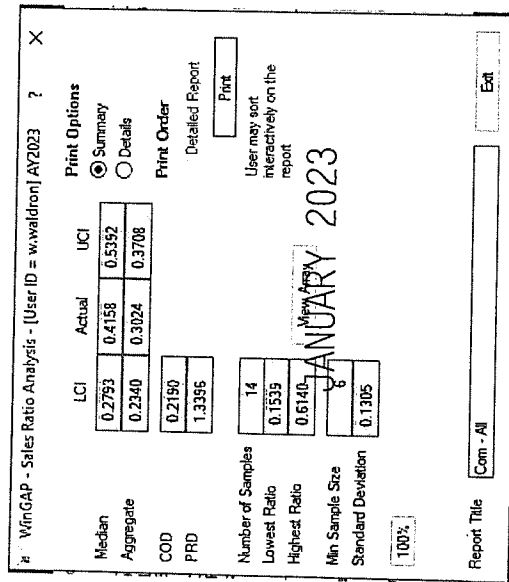 WinGAP - Sales Ratio Analysis - [User ID = w.waldron] AY2023 ? X
LCI Actual UCI
Median 0.2793 0.4158 0.5392
Aggregate 0.2340 0.3024 0.3708
COD 0.2190
PRD 1.3396
Number of Samples 14
Lowest Ratio 0.1539
Highest Ratio 0.6140
View Array
Min Sample Size 6
Standard Deviation 0.1305
100%
Print Options
Summary
Details
Print Order
Detailed Report
Print
User may sort
interactively on the
report
JANUARY 2023
Report Title Com - All
Exit